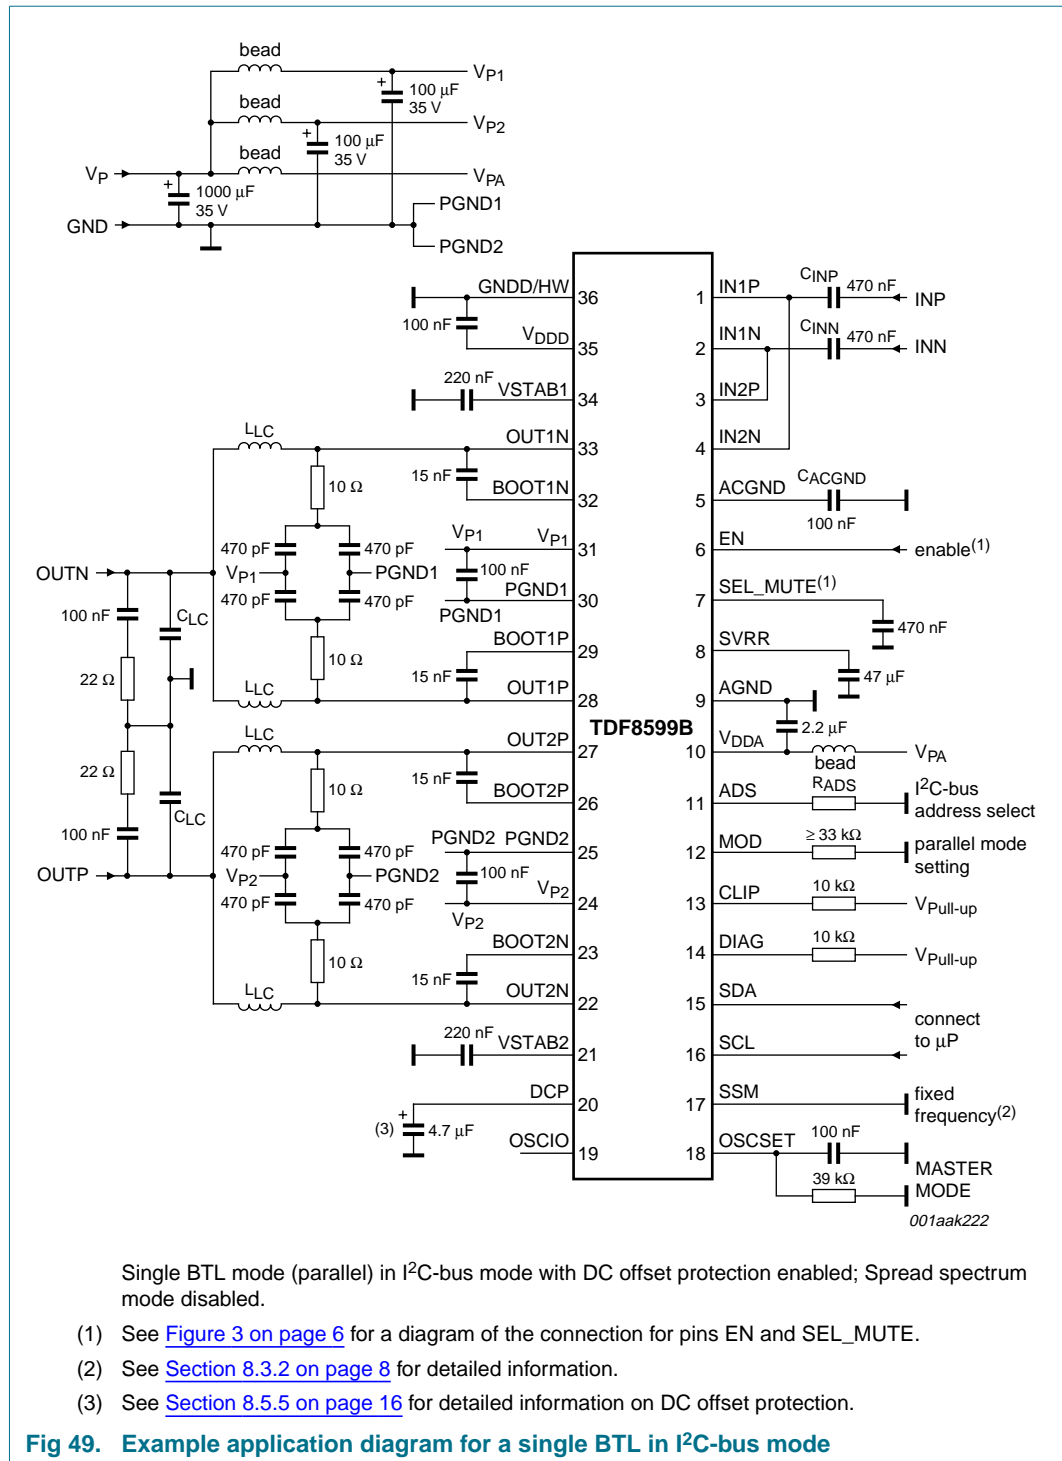 bead
VP1
100 μF
35 V
bead
VP2
100 μF
35 V
bead
VP
VPA
1000 μF
35 V
PGND1
GND
PGND2
GNDD/HW
36
100 nF
VDDD
35
220 nF
VSTAB1
34
LLC
OUT1N
33
15 nF
10 Ω
BOOT1N
32
470 pF
470 pF
VP1
VP1
31
OUTN
VP1
PGND1
100 nF
470 pF
470 pF
PGND1
PGND1
30
100 nF
CLC
BOOT1P
29
10 Ω
22 Ω
15 nF
LLC
OUT1P
28
TDF8599B
LLC
OUT2P
27
22 Ω
15 nF
10 Ω
BOOT2P
26
CLC
100 nF
470 pF
470 pF
PGND2
PGND2
25
OUTP
VP2
PGND2
100 nF
470 pF
470 pF
VP2
VP2
24
BOOT2N
23
10 Ω
15 nF
LLC
OUT2N
22
220 nF
VSTAB2
21
DCP
20
(3)
+
4.7 μF
OSCIO
19
1
IN1P
CINP
470 nF
INP
2
IN1N
CINN
470 nF
INN
3
IN2P
4
IN2N
5
ACGND
CACGND
100 nF
6
EN
enable(1)
7
SEL_MUTE(1)
470 nF
8
SVRR
47 μF
9
AGND
2.2 μF
10
VDDA
bead
VPA
11
ADS
RADS
I2C-bus
address select
12
MOD
≥ 33 kΩ
parallel mode
setting
13
CLIP
10 kΩ
VPull-up
14
DIAG
10 kΩ
VPull-up
15
SDA
connect
to μP
16
SCL
17
SSM
fixed
frequency(2)
18
OSCSET
100 nF
39 kΩ
MASTER
MODE
001aak222
Single BTL mode (parallel) in I2C-bus mode with DC offset protection enabled; Spread spectrum
mode disabled.
(1) See Figure 3 on page 6 for a diagram of the connection for pins EN and SEL_MUTE.
(2) See Section 8.3.2 on page 8 for detailed information.
(3) See Section 8.5.5 on page 16 for detailed information on DC offset protection.
Fig 49. Example application diagram for a single BTL in I2C-bus mode